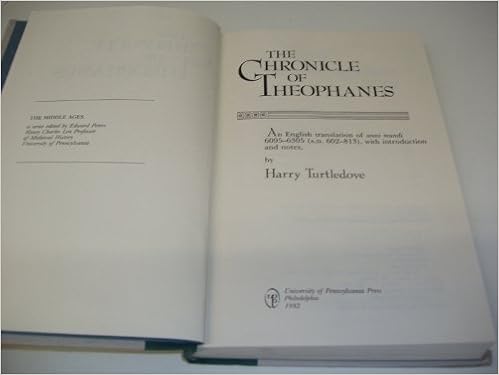 THE MIDDLE AGES
a series edited by Edward Peters
Henry Charles Lea Professor
of Medieval History
University of Pennsylvania
THE
CHRONICLE
OF
THEOPHANES
An English translation of anni mundi
6095–6305 (A.D. 602–813), with introduction
and notes,
by
Harry Turtledove
University of Pennsylvania Press
Philadelphia
1982